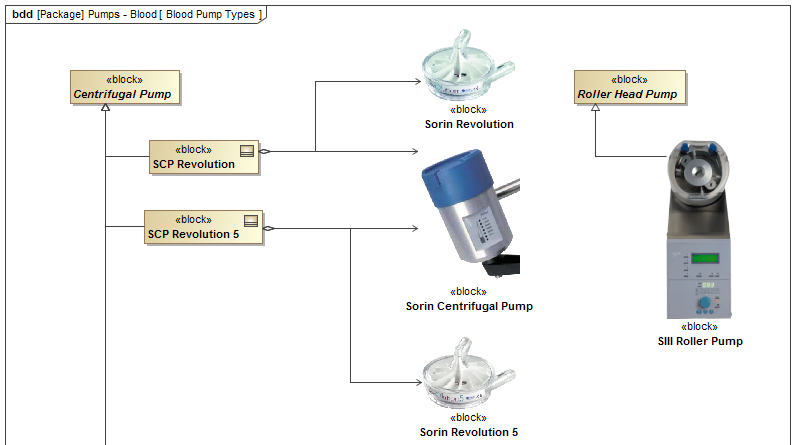 bdd [Package] Pumps - Blood [ Blood Pump Types ]
«block»
Centrifugal Pump
«block»
SCP Revolution
«block»
SCP Revolution 5
«block»
Sorin Revolution
«block»
Sorin Centrifugal Pump
«block»
Sorin Revolution 5
«block»
Roller Head Pump
«block»
SIII Roller Pump